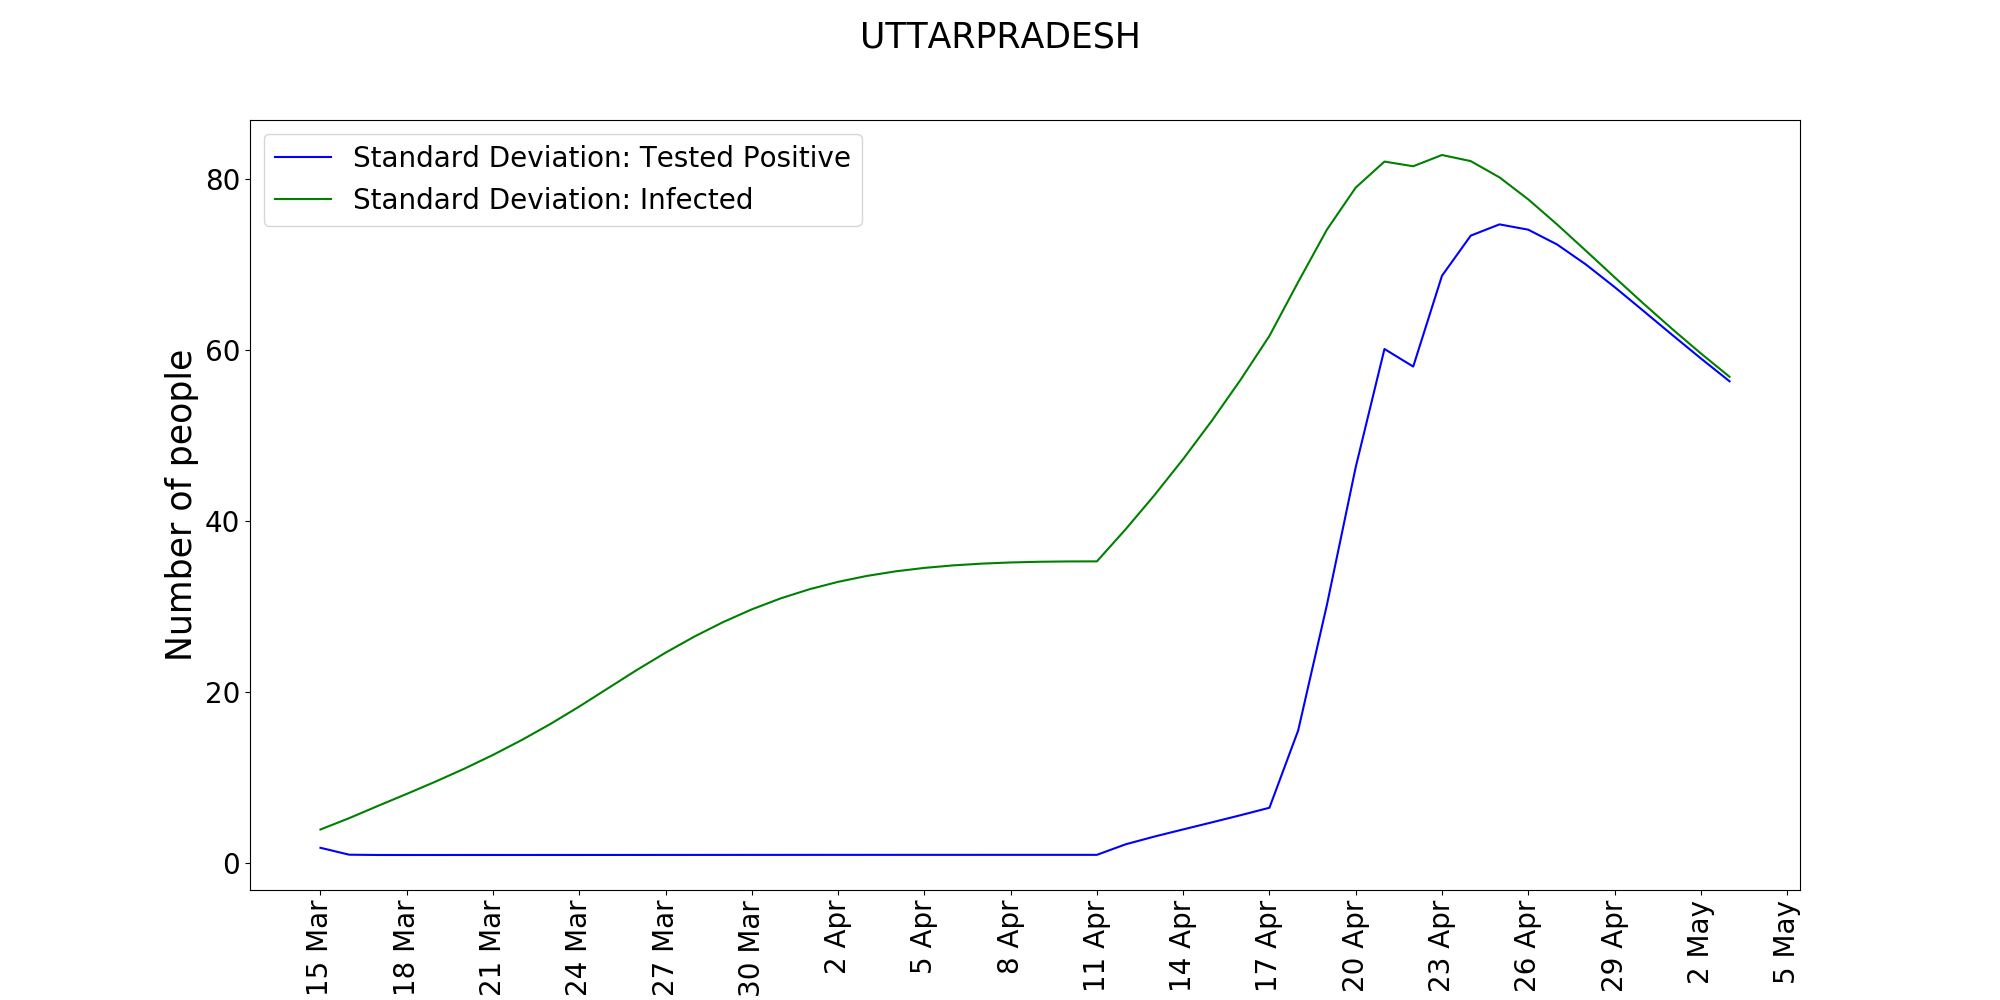 UTTARPRADESH
Standard Deviation: Tested Positive
Standard Deviation: Infected
Number of people
80
60
40
20
0
15 Mar
18 Mar
21 Mar
24 Mar
27 Mar
30 Mar
2 Apr
5 Apr
8 Apr
11 Apr
14 Apr
17 Apr
20 Apr
23 Apr
26 Apr
29 Apr
2 May
5 May